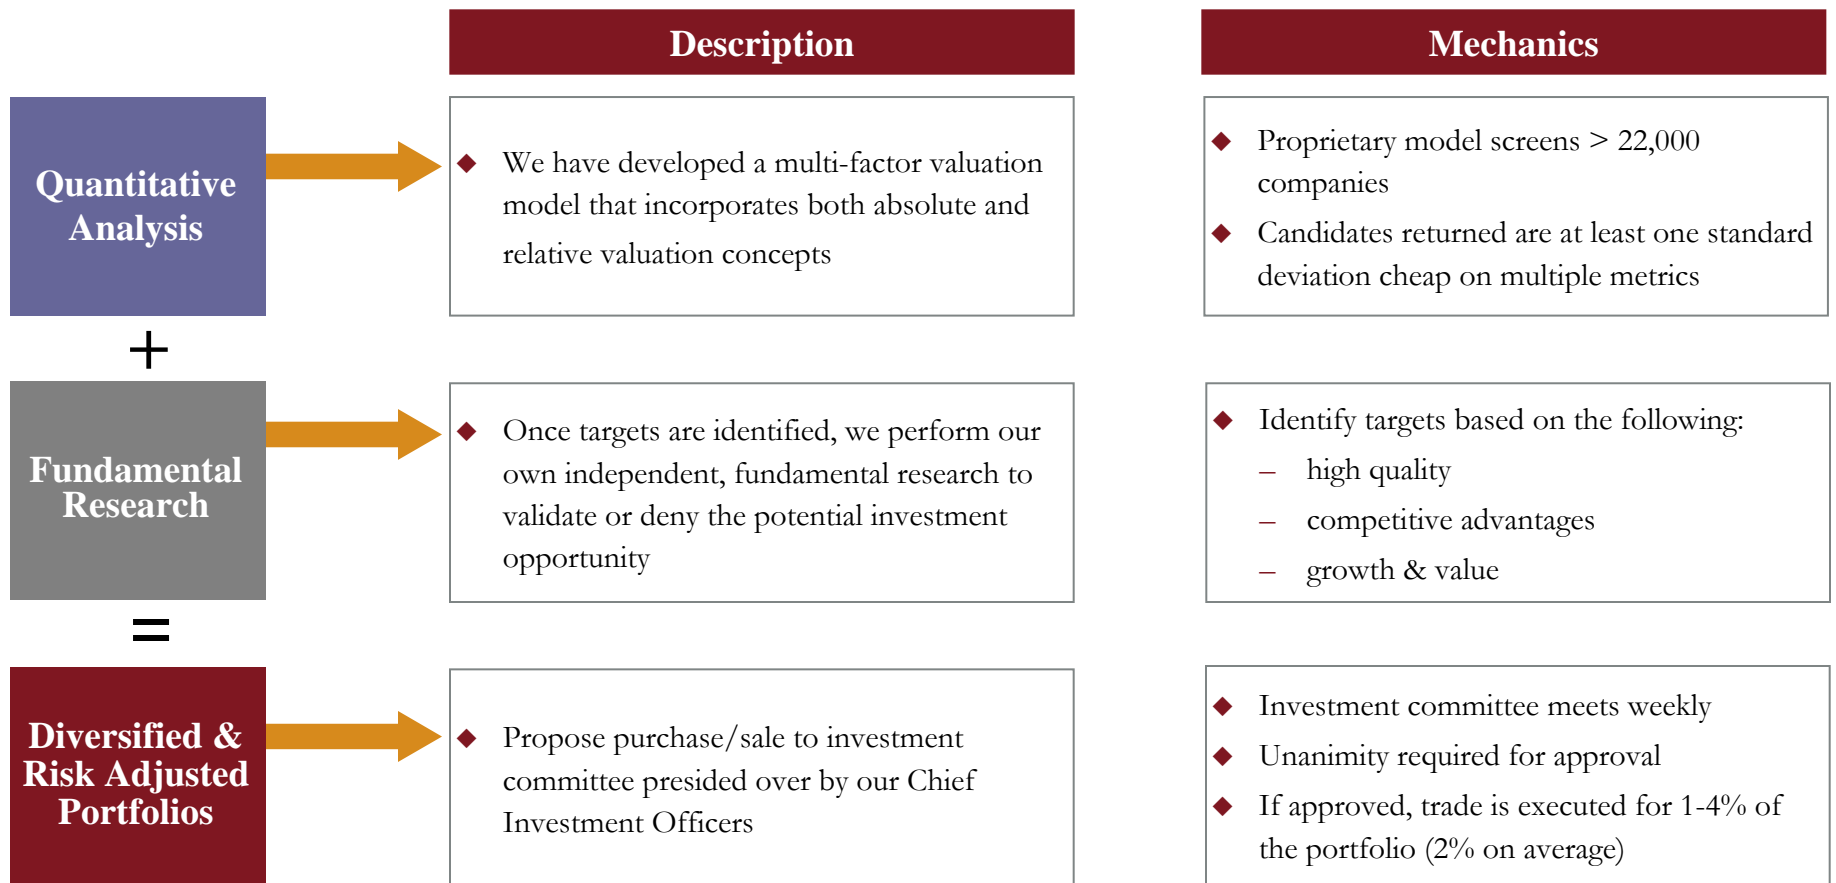 Description
Mechanics
Quantitative
Analysis
◆ We have developed a multi-factor valuation
model that incorporates both absolute and
relative valuation concepts
◆ Proprietary model screens > 22,000
companies
◆ Candidates returned are at least one standard
deviation cheap on multiple metrics
+
Fundamental
Research
◆ Once targets are identified, we perform our
own independent, fundamental research to
validate or deny the potential investment
opportunity
◆ Identify targets based on the following:
– high quality
– competitive advantages
– growth & value
=
Diversified &
Risk Adjusted
Portfolios
◆ Propose purchase/sale to investment
committee presided over by our Chief
Investment Officers
◆ Investment committee meets weekly
◆ Unanimity required for approval
◆ If approved, trade is executed for 1-4% of
the portfolio (2% on average)